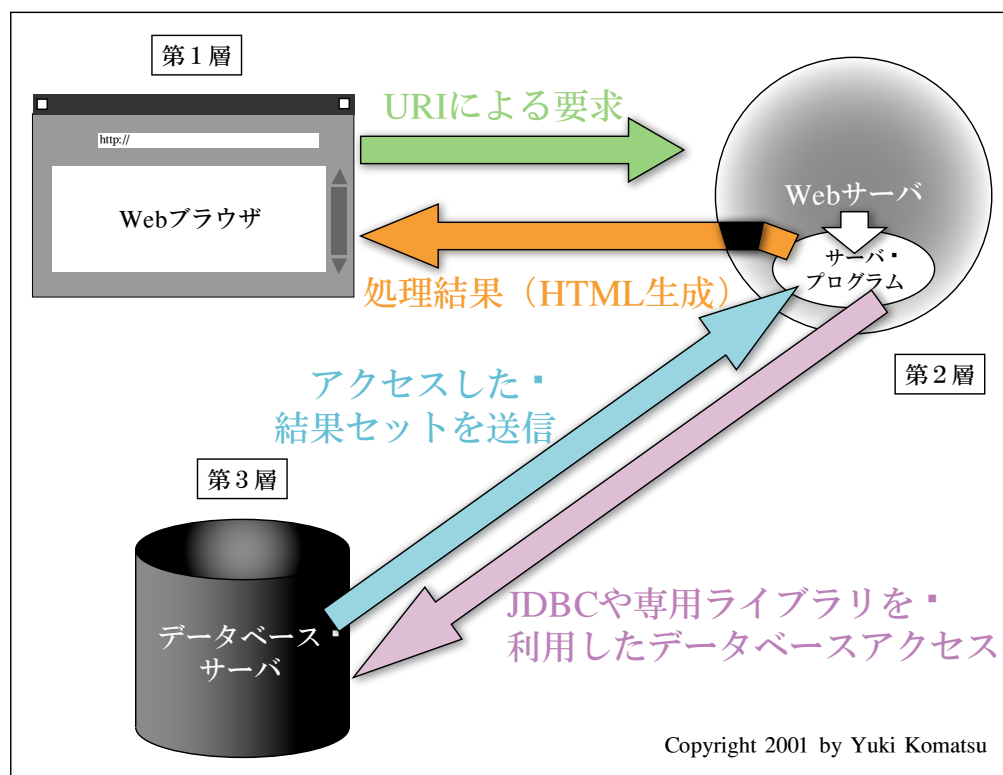 第1層
URIによる要求
http://
Webブラウザ
Webサーバ
サーバ・
プログラム
処理結果（HTML生成）
第2層
アクセスした
結果セットを送信
第3層
データベース
サーバ
JDBCや専用ライブラリを
利用したデータベースアクセス
Copyright 2001 by Yuki Komatsu